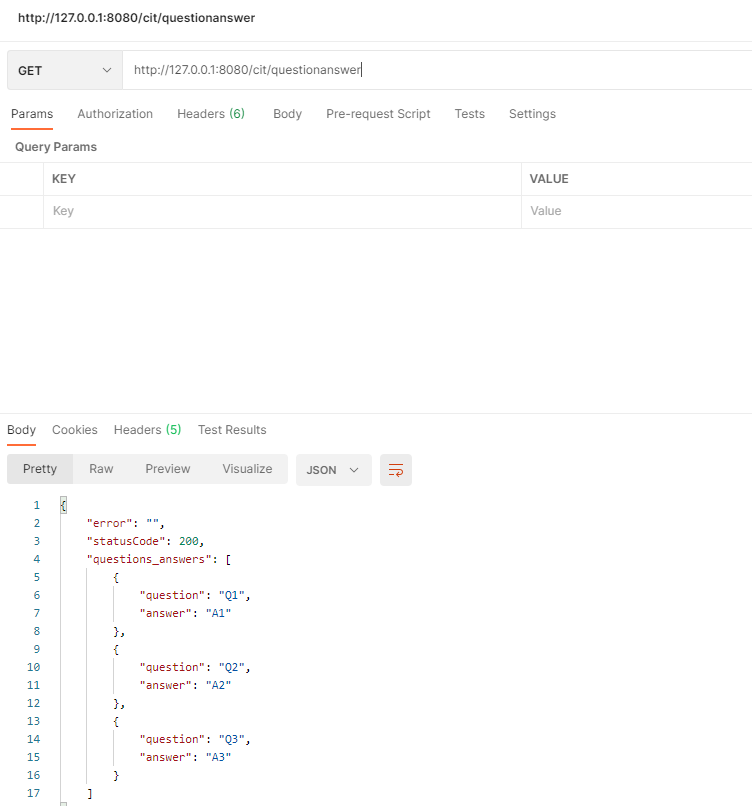 http://127.0.0.1:8080/cit/questionanswer
GET http://127.0.0.1:8080/cit/questionanswer
Params Authorization Headers (6) Body Pre-request Script Tests Settings
Query Params
KEY VALUE
Key Value
Body Cookies Headers (5) Test Results
Pretty Raw Preview Visualize JSON
1 {
2 "error": "",
3 "statusCode": 200,
4 "questions_answers": [
5 {
6 "question": "Q1",
7 "answer": "A1"
8 },
9 {
10 "question": "Q2",
11 "answer": "A2"
12 },
13 {
14 "question": "Q3",
15 "answer": "A3"
16 }
17 ]